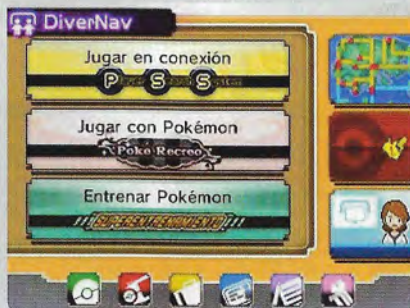 DiverNav
Jugar en conexión
PSS
Jugar con Pokémon
Poké Recreo
Entrenar Pokémon
SUPERENTRENAMIENTO